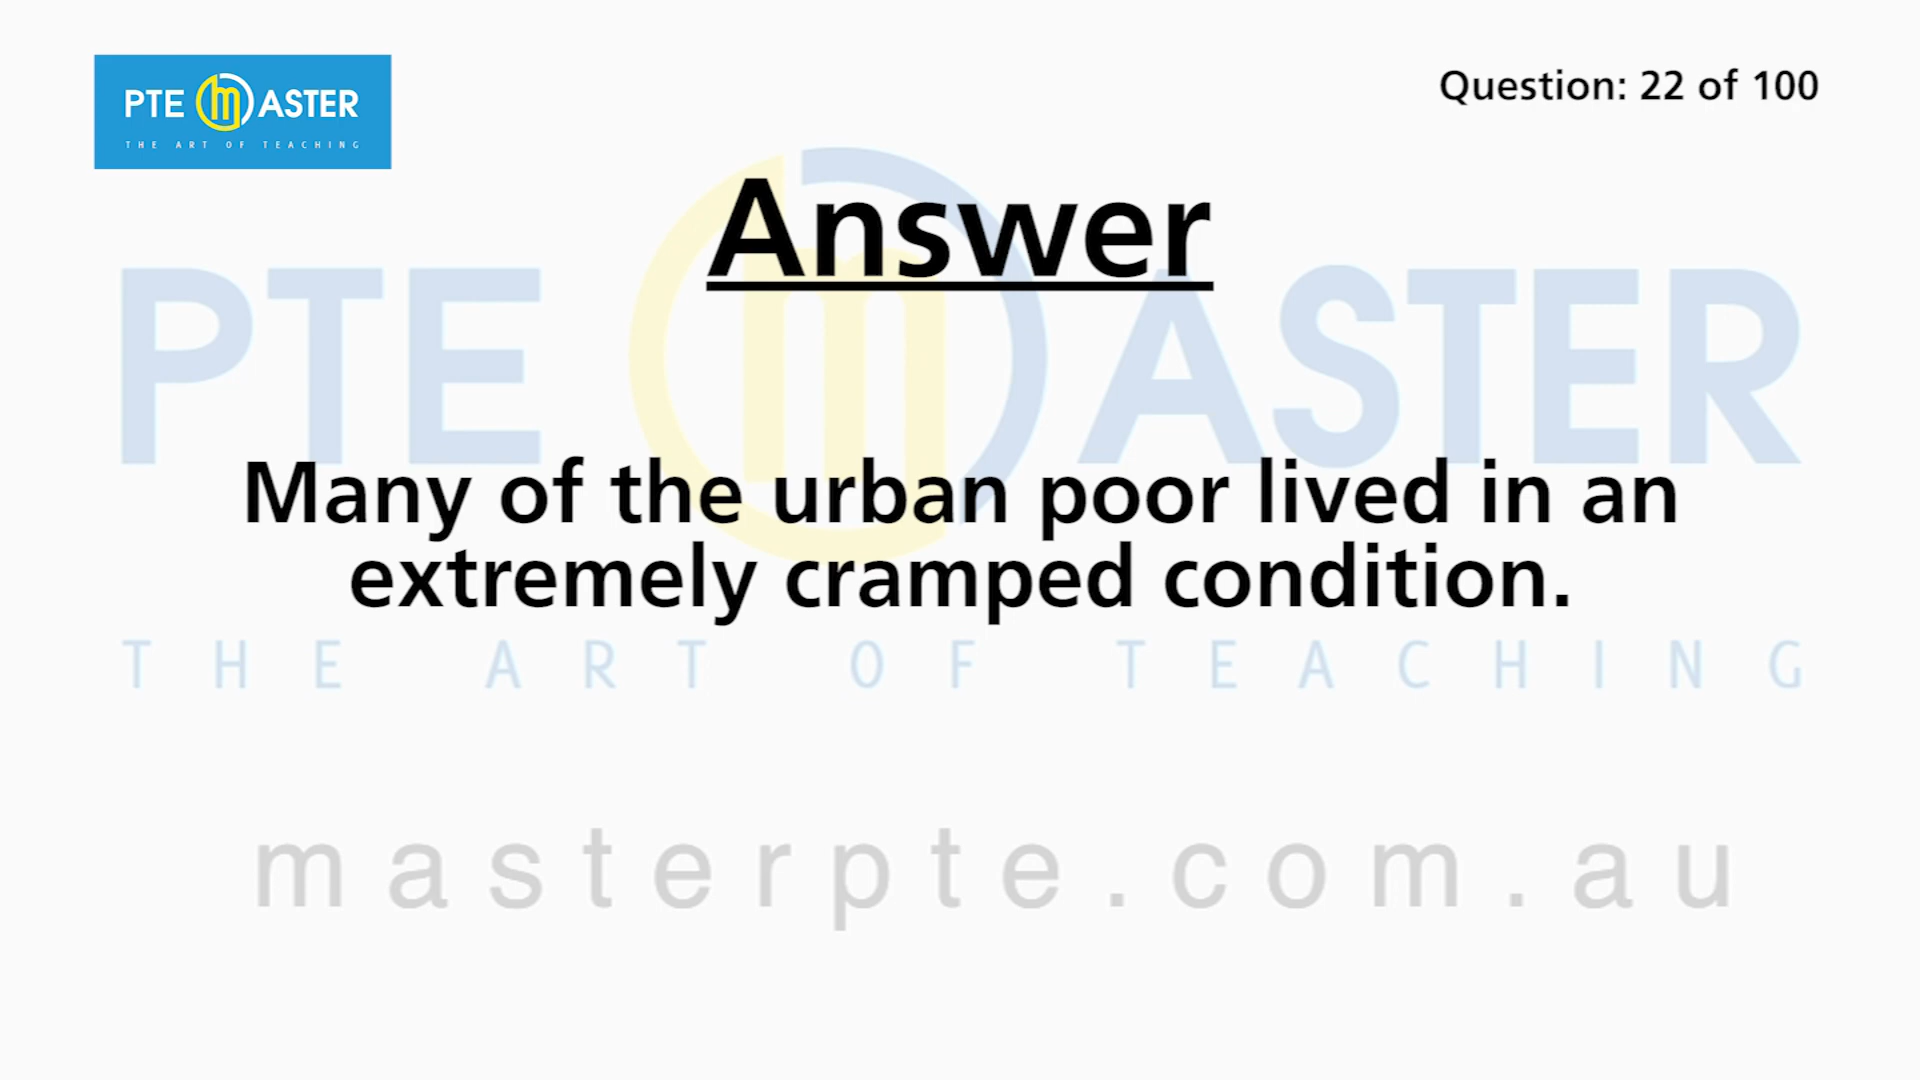 PTE MASTER
THE ART OF TEACHING
Question: 22 of 100
Answer
PTE MASTER
Many of the urban poor lived in an
extremely cramped condition.
THE ART OF TEACHING
masterpte.com.au